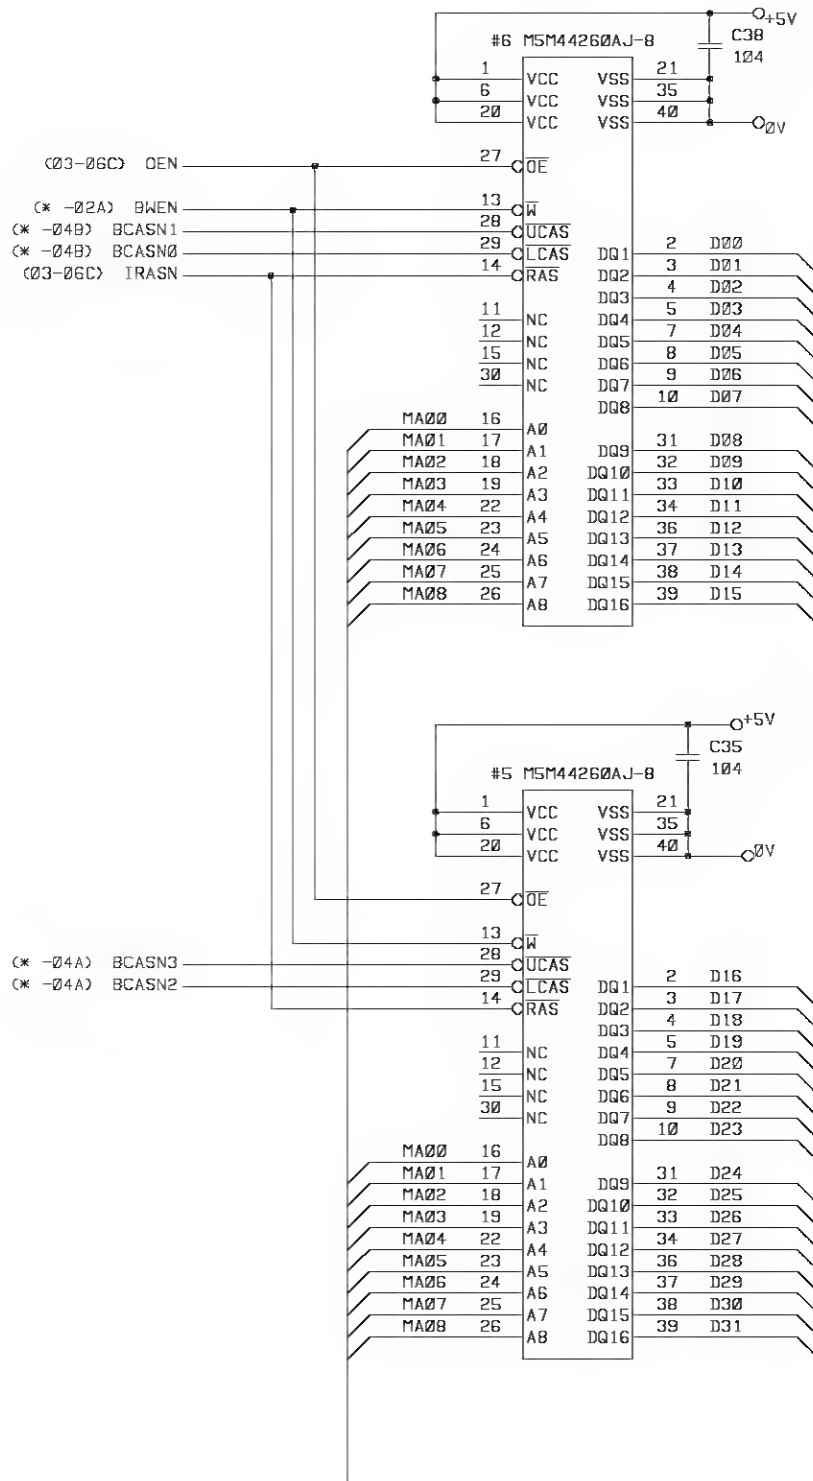 +5V
C38
104
#6 M5M44260AJ-8
1 VCC VSS 21
6 VCC VSS 35
20 VCC VSS 40
0V
(03-06C) OEN 27 OE
(* -02A) BWEN 13 W
(* -04B) BCASN1 28 UCAS
(* -04B) BCASN0 29 LCAS DQ1 2 D00
(03-06C) IRASN 14 RAS DQ2 3 D01
DQ3 4 D02
11 NC DQ4 5 D03
12 NC DQ5 7 D04
15 NC DQ6 8 D05
30 NC DQ7 9 D06
DQ8 10 D07
MA00 16 A0
MA01 17 A1 DQ9 31 D08
MA02 18 A2 DQ10 32 D09
MA03 19 A3 DQ11 33 D10
MA04 22 A4 DQ12 34 D11
MA05 23 A5 DQ13 36 D12
MA06 24 A6 DQ14 37 D13
MA07 25 A7 DQ15 38 D14
MA08 26 A8 DQ16 39 D15
+5V
C35
104
#5 M5M44260AJ-8
1 VCC VSS 21
6 VCC VSS 35
20 VCC VSS 40
0V
27 OE
13 W
(* -04A) BCASN3 28 UCAS
(* -04A) BCASN2 29 LCAS DQ1 2 D16
14 RAS DQ2 3 D17
DQ3 4 D18
11 NC DQ4 5 D19
12 NC DQ5 7 D20
15 NC DQ6 8 D21
30 NC DQ7 9 D22
DQ8 10 D23
MA00 16 A0
MA01 17 A1 DQ9 31 D24
MA02 18 A2 DQ10 32 D25
MA03 19 A3 DQ11 33 D26
MA04 22 A4 DQ12 34 D27
MA05 23 A5 DQ13 36 D28
MA06 24 A6 DQ14 37 D29
MA07 25 A7 DQ15 38 D30
MA08 26 A8 DQ16 39 D31